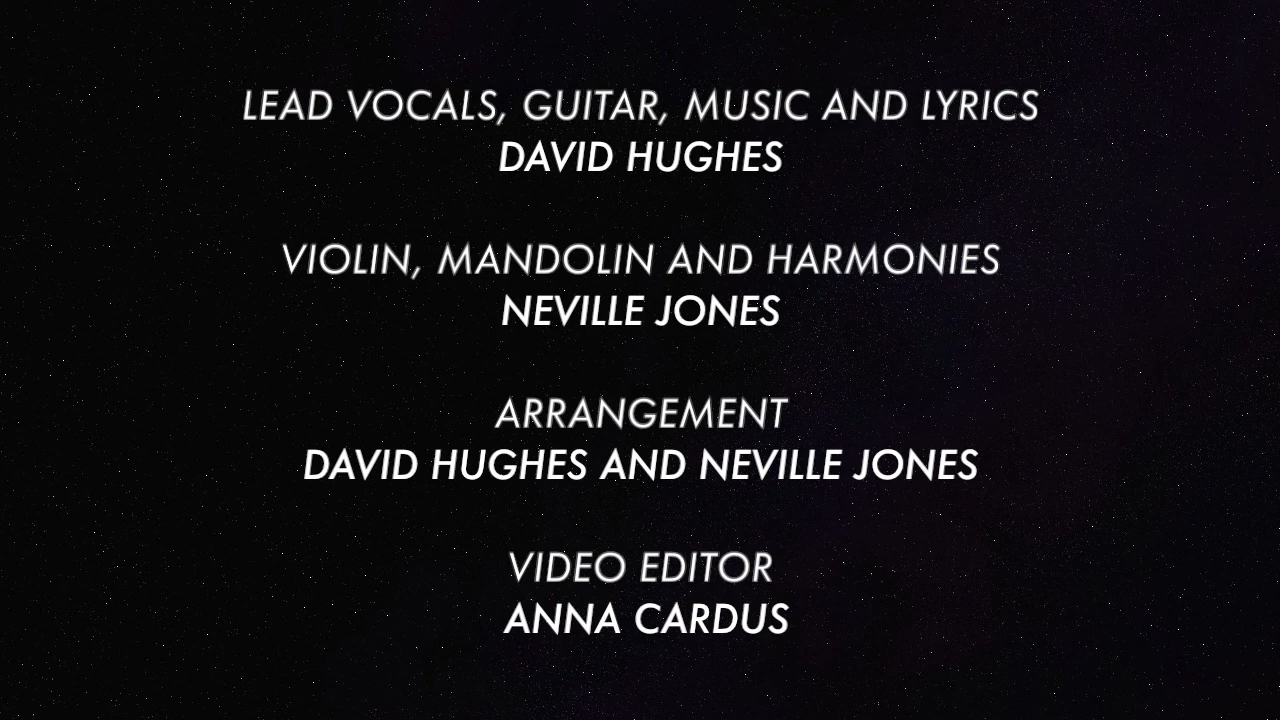 LEAD VOCALS, GUITAR, MUSIC AND LYRICS
DAVID HUGHES
VIOLIN, MANDOLIN AND HARMONIES
NEVILLE JONES
ARRANGEMENT
DAVID HUGHES AND NEVILLE JONES
VIDEO EDITOR
ANNA CARDUS